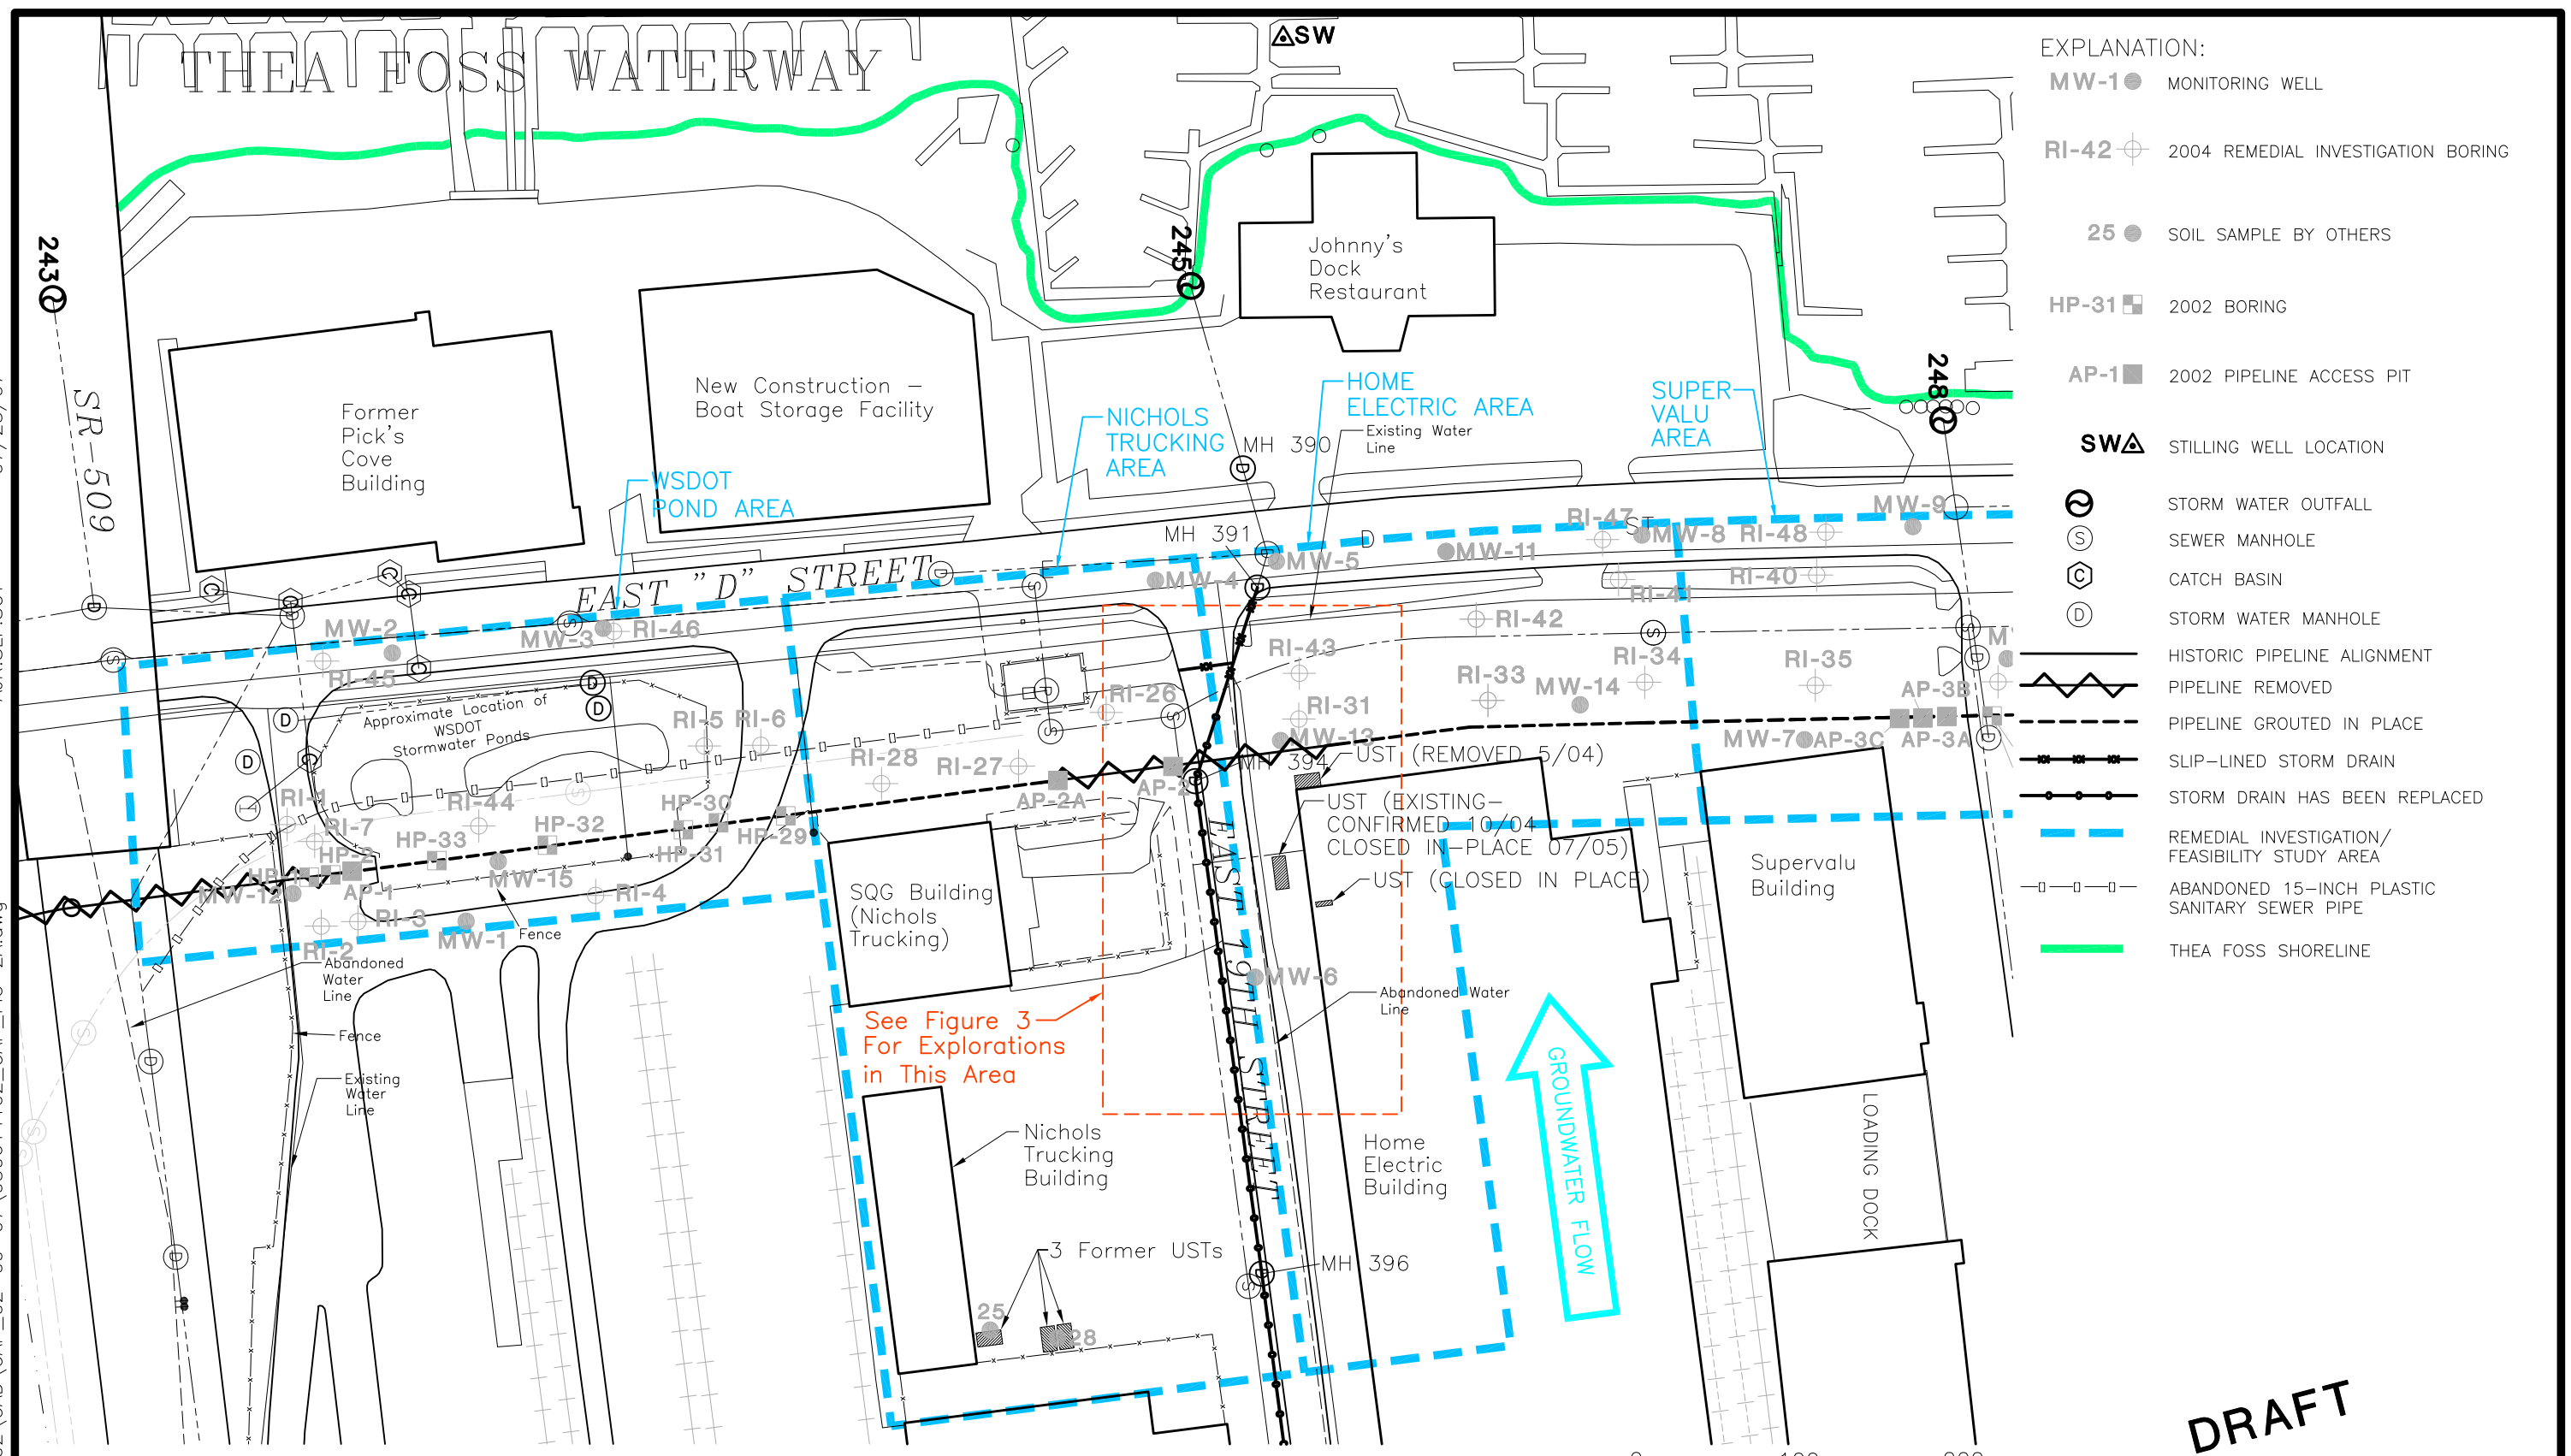 THEA FOSS WATERWAY
SW
243
SR-509
245
248
Former
Pick's
Cove
Building
New Construction –
Boat Storage Facility
Johnny's
Dock
Restaurant
WSDOT
POND AREA
NICHOLS
TRUCKING
AREA
HOME
ELECTRIC AREA
Existing Water
Line
SUPER
VALU
AREA
MH 390
MH 391
EAST "D" STREET
ST
D
MW-2
MW-3
RI-46
RI-45
MW-4
MW-5
MW-11
RI-47
MW-8
RI-48
MW-9
RI-40
RI-41
RI-42
RI-43
RI-33
MW-14
RI-34
RI-35
AP-3B
AP-3C
AP-3A
MW-7
RI-31
MW-13
RI-26
RI-27
RI-28
AP-2A
AP-2
MH 394
Approximate Location of
WSDOT
Stormwater Ponds
RI-5
RI-6
RI-1
RI-7
RI-44
HP-30
HP-29
HP-33
HP-32
HP-31
HP-2
AP-1
MW-12
MW-15
RI-4
RI-3
RI-2
MW-1
Fence
Abandoned
Water
Line
Fence
Existing
Water
Line
SQG Building
(Nichols
Trucking)
UST (REMOVED 5/04)
UST (EXISTING–
CONFIRMED 10/04
CLOSED IN–PLACE 07/05)
UST (CLOSED IN PLACE)
Supervalu
Building
MW-6
Abandoned Water
Line
EAST 19TH STREET
See Figure 3
For Explorations
in This Area
GROUNDWATER FLOW
LOADING DOCK
Nichols
Trucking
Building
Home
Electric
Building
3 Former USTs
25
28
MH 396
EXPLANATION:
MW-1 MONITORING WELL
RI-42 2004 REMEDIAL INVESTIGATION BORING
25 SOIL SAMPLE BY OTHERS
HP-31 2002 BORING
AP-1 2002 PIPELINE ACCESS PIT
SW STILLING WELL LOCATION
STORM WATER OUTFALL
S SEWER MANHOLE
C CATCH BASIN
D STORM WATER MANHOLE
HISTORIC PIPELINE ALIGNMENT
PIPELINE REMOVED
PIPELINE GROUTED IN PLACE
SLIP–LINED STORM DRAIN
STORM DRAIN HAS BEEN REPLACED
REMEDIAL INVESTIGATION/
FEASIBILITY STUDY AREA
ABANDONED 15–INCH PLASTIC
SANITARY SEWER PIPE
THEA FOSS SHORELINE
DRAFT